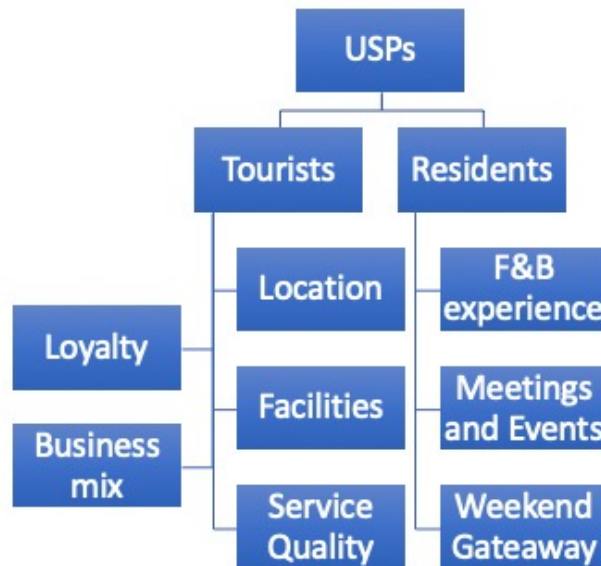 USPs
Tourists
Residents
Location
F&B
experience
Loyalty
Facilities
Meetings
and Events
Business
mix
Service
Quality
Weekend
Gateaway